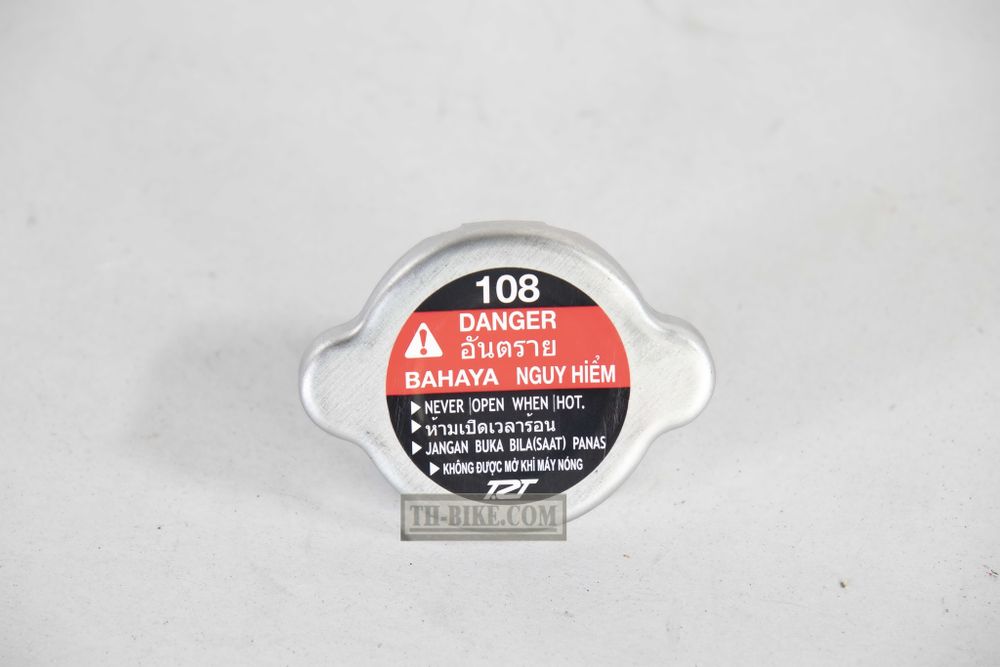 108
DANGER
อันตราย
BAHAYA NGUY HiỂM
NEVER |OPEN WHEN |HOT.
ห้ามเปิดเวลาร้อน
JANGAN BUKA BILA(SAAT) PANAS
KHÔNG ĐƯỢC MỞ KHI MÁY NÓNG
TH-BIKE.COM